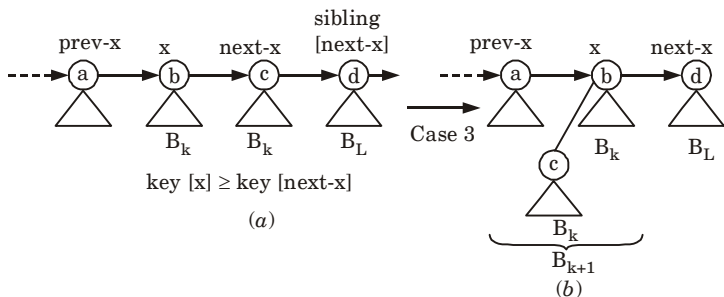 sibling
prev-x x next-x [next-x] prev-x x next-x
a b c d a b d
B_k B_k B_L Case 3 B_k B_L
c
key [x] ≥ key [next-x]
B_k
(a)
B_{k+1}
(b)